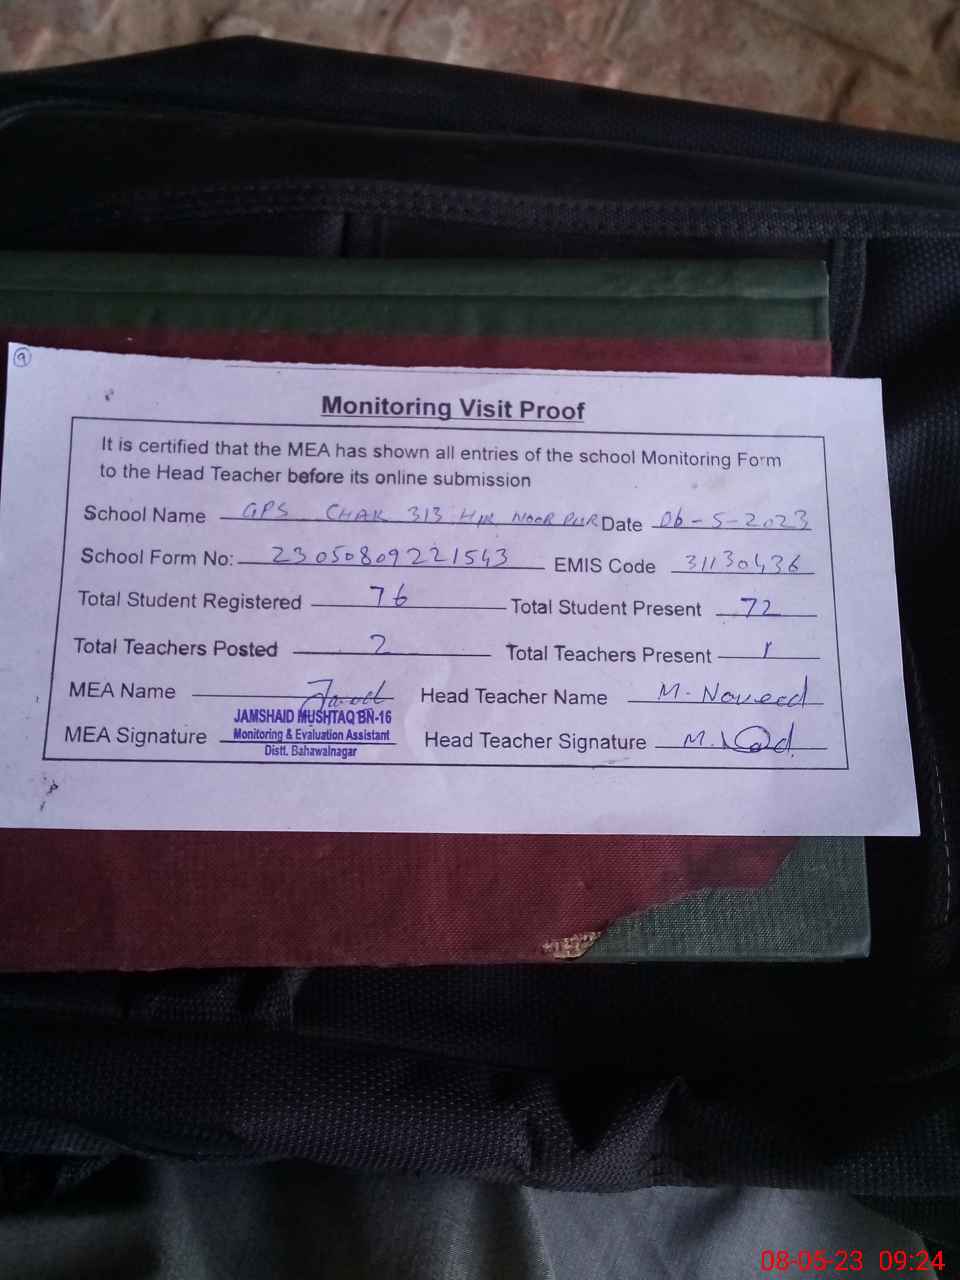 9
Monitoring Visit Proof
It is certified that the MEA has shown all entries of the school Monitoring Form
to the Head Teacher before its online submission
School Name GPS CHAK 313 HR NOOR PUR Date 06-5-2023
School Form No: 23050809221543 EMIS Code 31130436
Total Student Registered 76 Total Student Present 72
Total Teachers Posted 2 Total Teachers Present 1
MEA Name Head Teacher Name M. Naveed
JAMSHAID MUSHTAQ BN-16
MEA Signature Monitoring & Evaluation Assistant Head Teacher Signature
Distt. Bahawalnagar
08-05-23 09:24